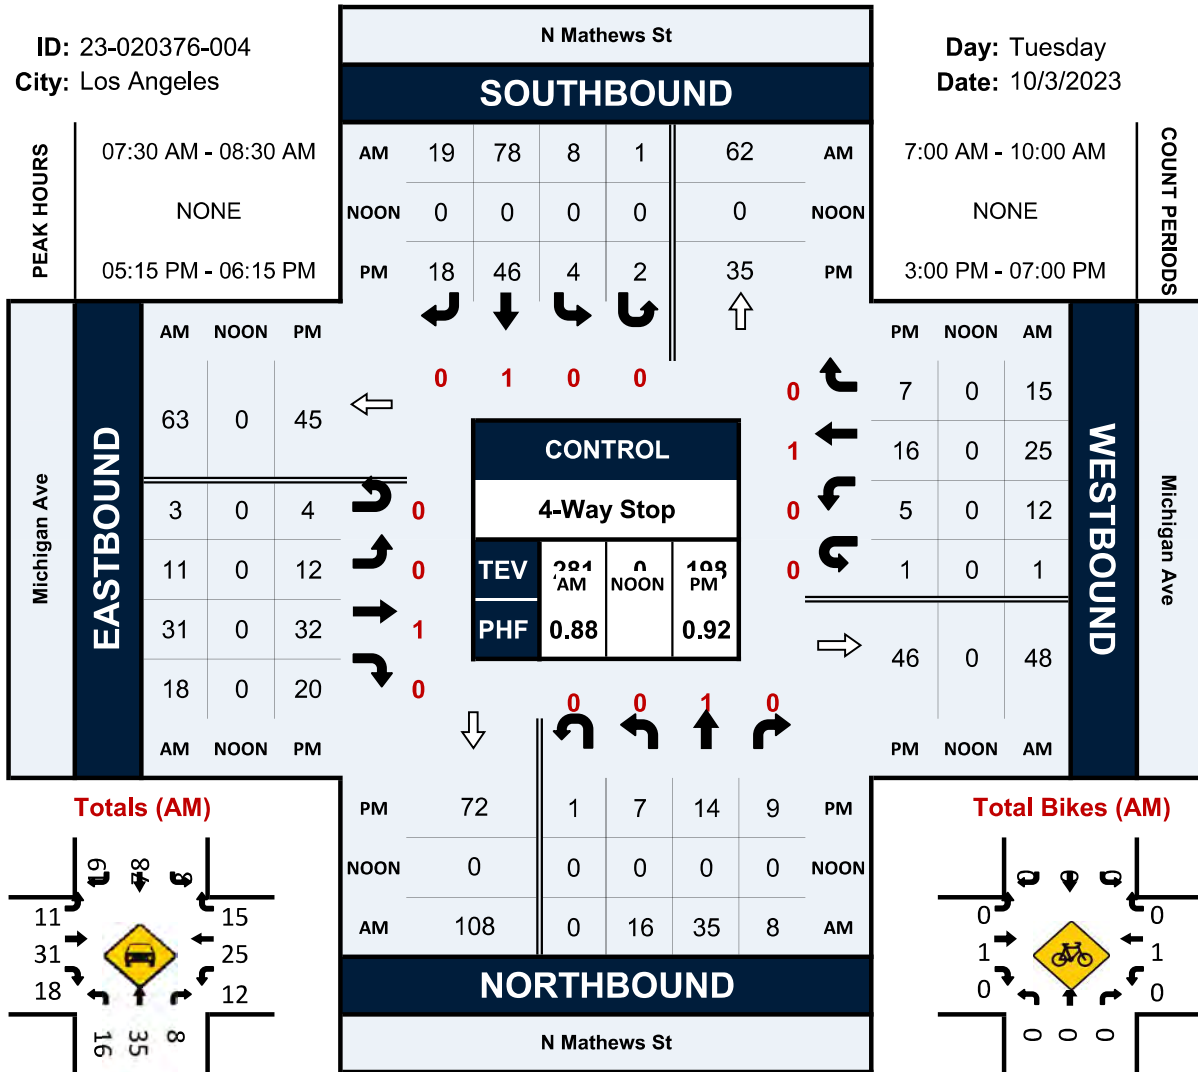 N Mathews St
ID: 23-020376-004
Day: Tuesday
City: Los Angeles
Date: 10/3/2023
SOUTHBOUND
PEAK HOURS
07:30 AM - 08:30 AM
NONE
05:15 PM - 06:15 PM
AM 19 78 8 1 62 AM
NOON 0 0 0 0 0 NOON
PM 18 46 4 2 35 PM
7:00 AM - 10:00 AM
NONE
3:00 PM - 07:00 PM
COUNT PERIODS
0 1 0 0
Michigan Ave
EASTBOUND
AM NOON PM
63 0 45
3 0 4 0
11 0 12 0
31 0 32 1
18 0 20 0
AM NOON PM
CONTROL
4-Way Stop
TEV 281 0 198
AM NOON PM
PHF 0.88 0.92
PM NOON AM
0 7 0 15
1 16 0 25
0 5 0 12
0 1 0 1
46 0 48
PM NOON AM
WESTBOUND
Michigan Ave
0 0 1 0
PM 72 1 7 14 9 PM
NOON 0 0 0 0 0 NOON
AM 108 0 16 35 8 AM
NORTHBOUND
N Mathews St
Totals (AM)
19 78 8
11 15
31 25
18 12
16 35 8
Total Bikes (AM)
0 0 0
0 0
1 1
0 0
0 0 0